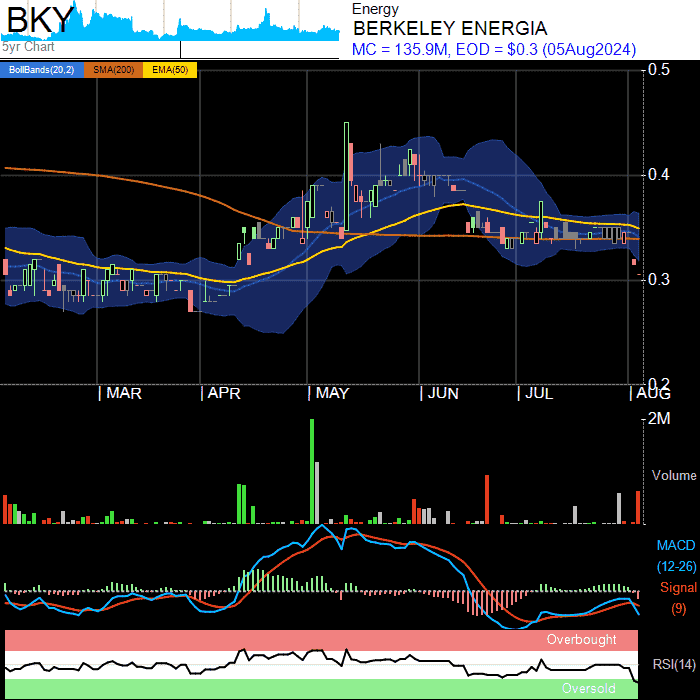 BKY
5yr Chart
Energy
BERKELEY ENERGIA
MC = 135.9M, EOD = $0.3 (05Aug2024)
BollBands(20,2) SMA(200) EMA(50)
0.5
0.4
0.3
0.2
| MAR | APR | MAY | JUN | JUL | AUG
2M
Volume
MACD
(12-26)
Signal
(9)
Overbought
RSI(14)
Oversold